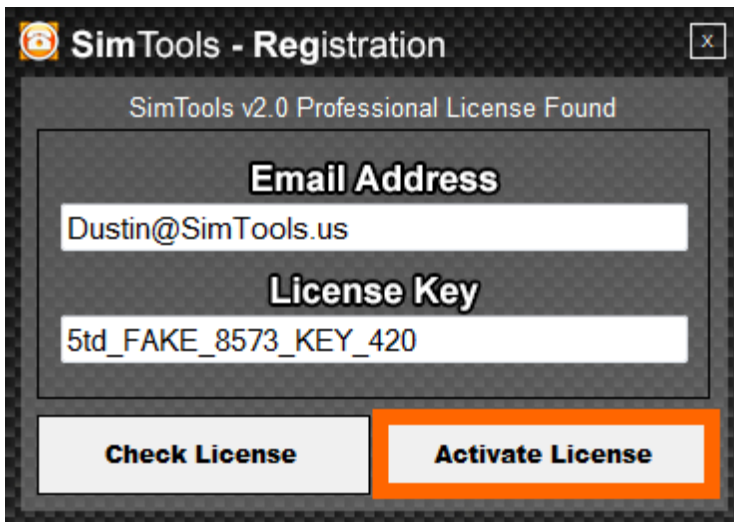 SimTools - Registration
x
SimTools v2.0 Professional License Found
Email Address
Dustin@SimTools.us
License Key
5td_FAKE_8573_KEY_420
Check License
Activate License